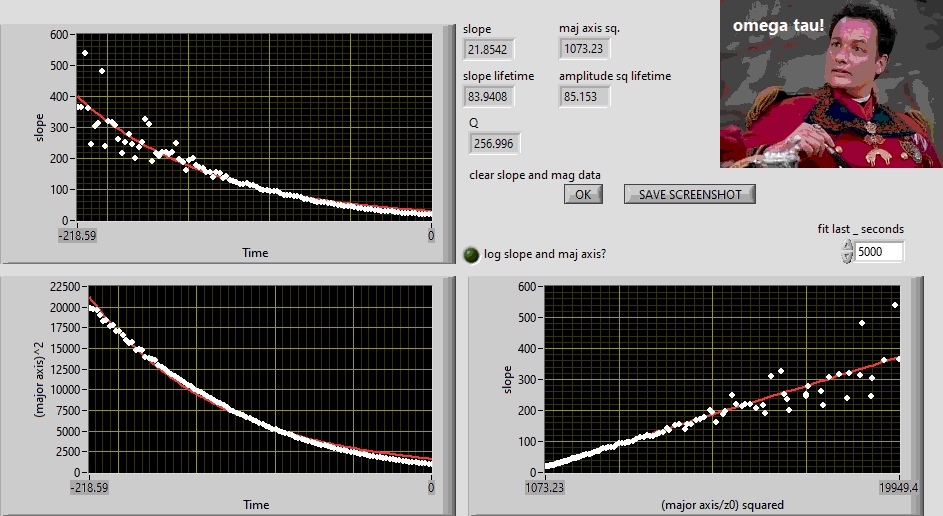 600
500
400
300
200
100
0
slope
-218.59
0
Time
slope
21.8542
maj axis sq.
1073.23
slope lifetime
83.9408
amplitude sq lifetime
85.153
Q
256.996
clear slope and mag data
OK
SAVE SCREENSHOT
omega tau!
log slope and maj axis?
fit last _ seconds
5000
22500
20000
17500
15000
12500
10000
7500
5000
2500
0
(major axis)^2
-218.59
0
Time
600
500
400
300
200
100
0
slope
1073.23
19949.4
(major axis/z0) squared